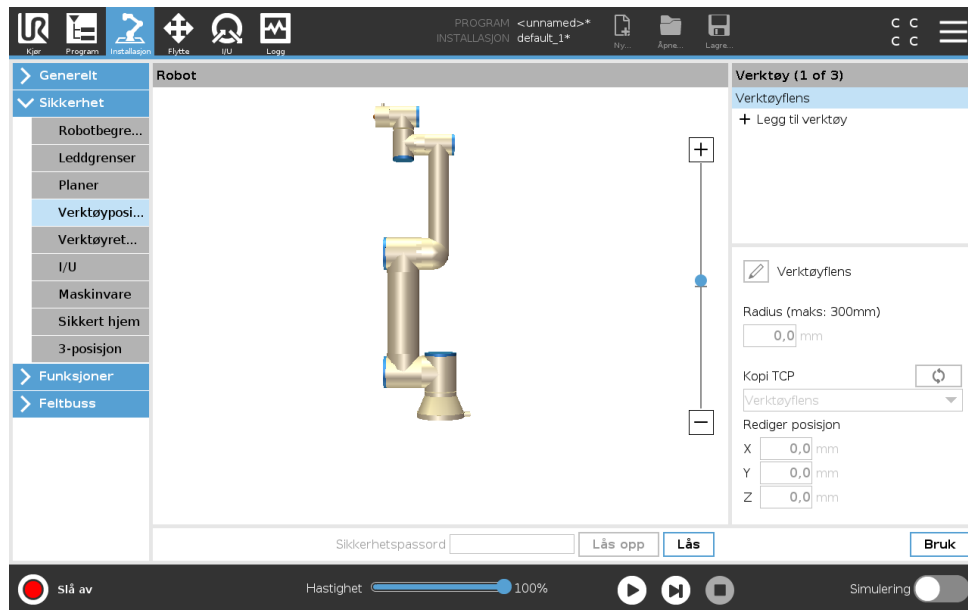 UR
PROGRAM <unnamed>*
INSTALLASJON default_1*
Kjør Program Installasjon Flytte I/U Logg Ny... Åpne... Lagre...
C C
C C
Generelt
Sikkerhet
Robotbegre...
Leddgrenser
Planer
Verktøyposi...
Verktøyret...
I/U
Maskinvare
Sikkert hjem
3-posisjon
Funksjoner
Feltbuss
Robot
Verktøy (1 of 3)
Verktøyflens
+ Legg til verktøy
Verktøyflens
Radius (maks: 300mm)
0,0 mm
Kopi TCP
Verktøyflens
Rediger posisjon
X 0,0 mm
Y 0,0 mm
Z 0,0 mm
Sikkerhetspassord Lås opp Lås Bruk
Slå av Hastighet 100% Simulering